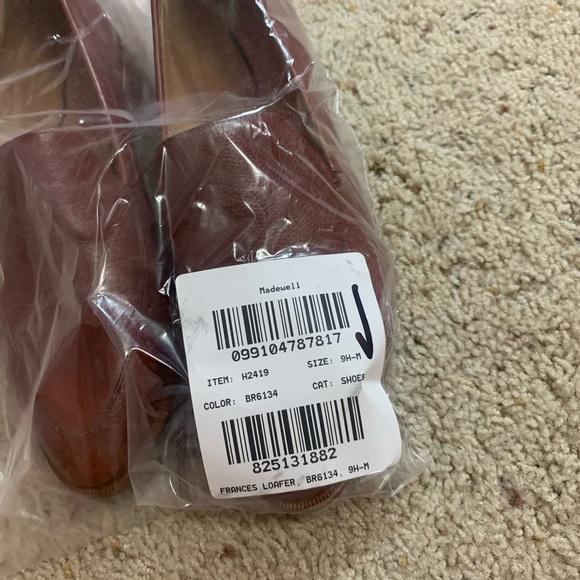 Madewell
099104787817
ITEM: H2419 SIZE: 9H-M
COLOR: BR6134 CAT: SHOES
825131882
FRANCES LOAFER, BR6134, 9H-M